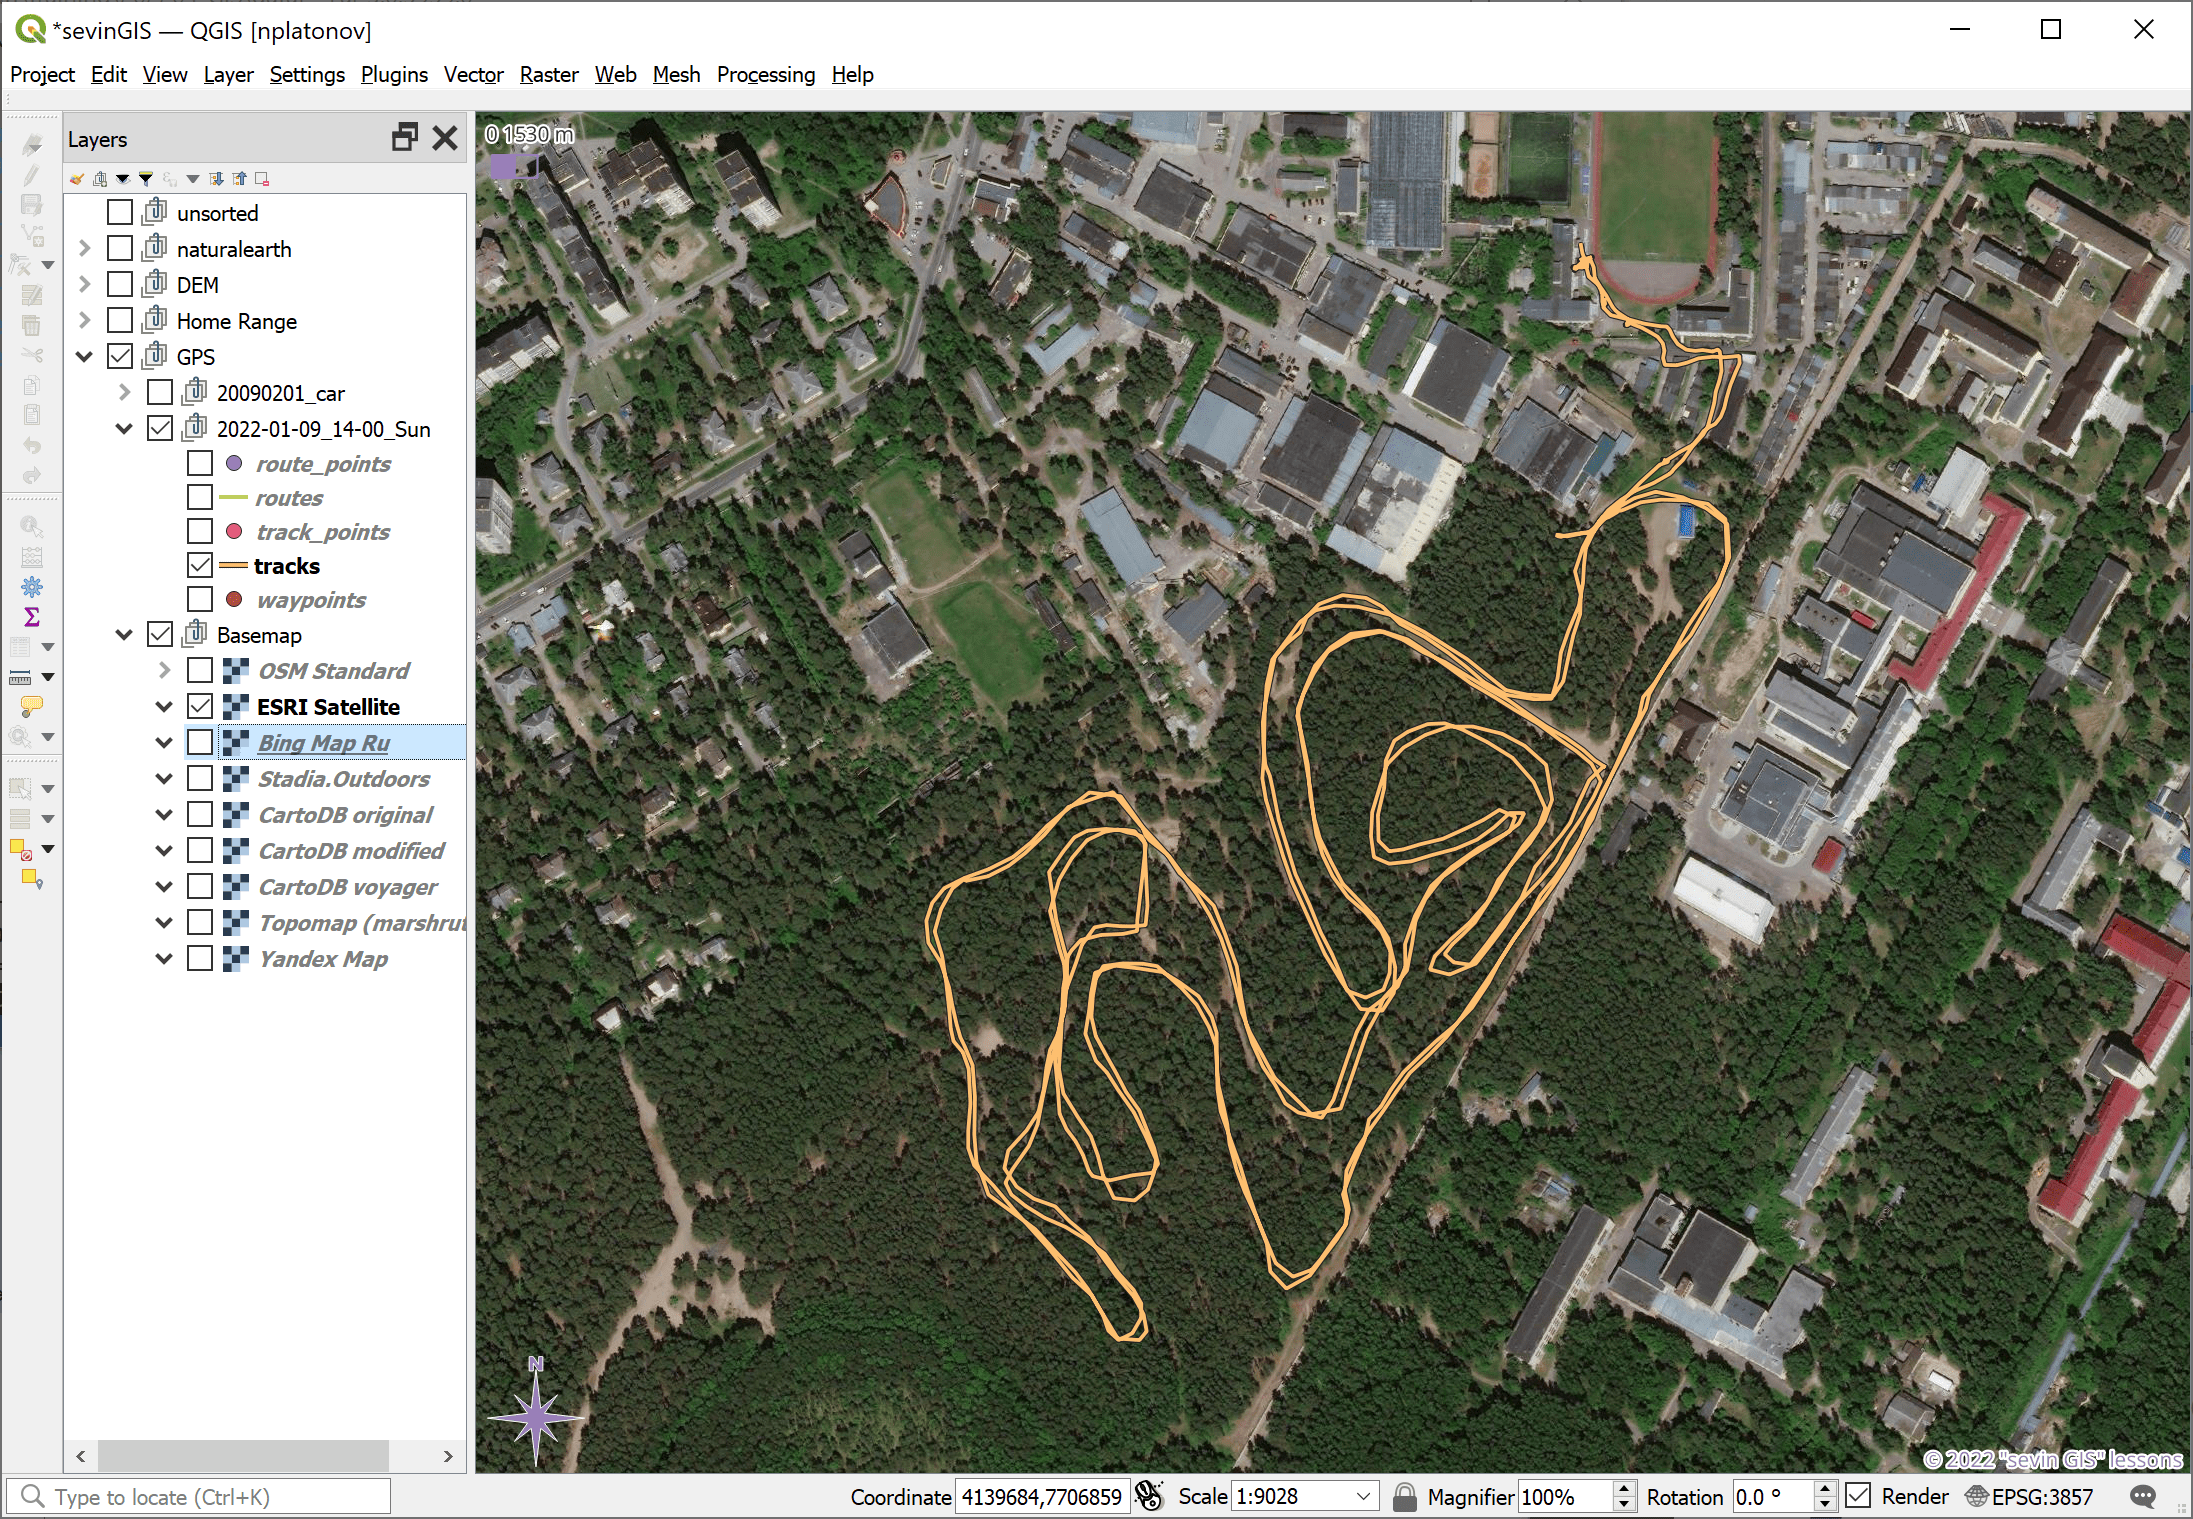 *sevinGIS — QGIS [nplatonov]
Project Edit View Layer Settings Plugins Vector Raster Web Mesh Processing Help
Layers
0 1530 m
unsorted
naturalearth
DEM
Home Range
GPS
20090201_car
2022-01-09_14-00_Sun
route_points
routes
track_points
tracks
waypoints
Basemap
OSM Standard
ESRI Satellite
Bing Map Ru
Stadia.Outdoors
CartoDB original
CartoDB modified
CartoDB voyager
Topomap (marshrut
Yandex Map
N
© 2022 "sevin GIS" lessons
Type to locate (Ctrl+K)
Coordinate 4139684,7706859 Scale 1:9028 Magnifier 100% Rotation 0.0 ° Render EPSG:3857